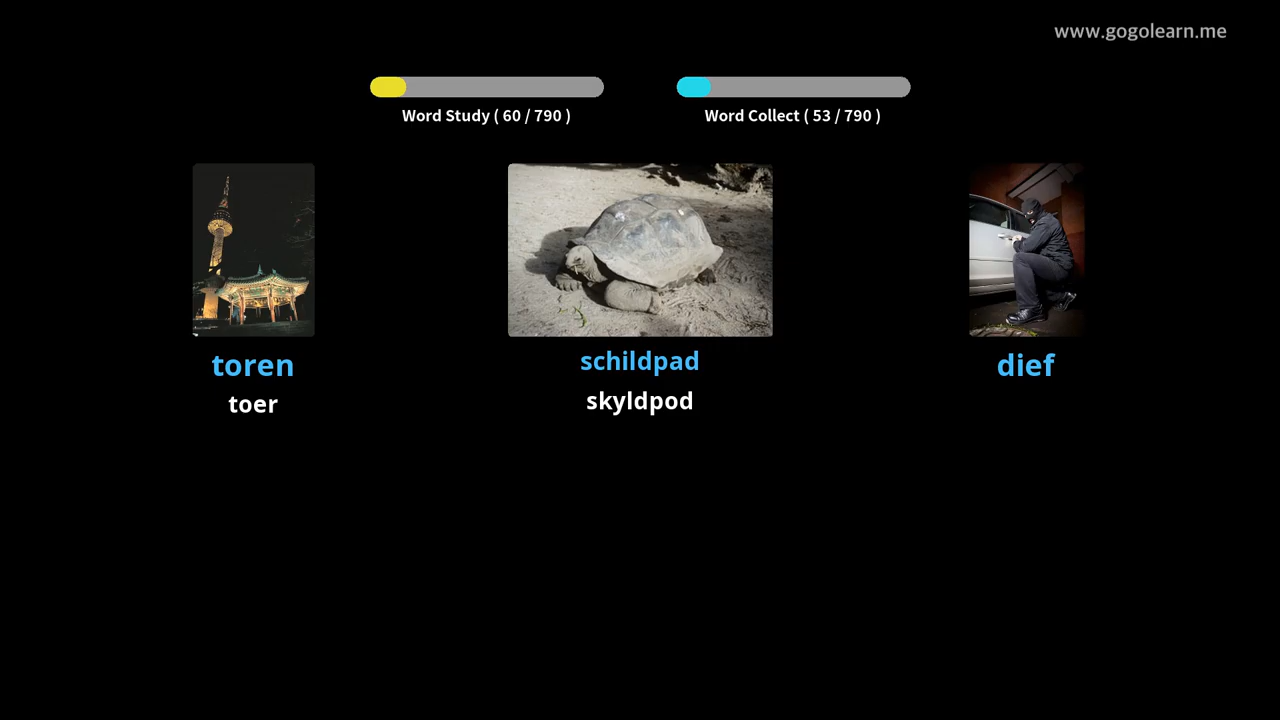 www.gogolearn.me
Word Study ( 60 / 790 )
Word Collect ( 53 / 790 )
toren
toer
schildpad
skyldpod
dief